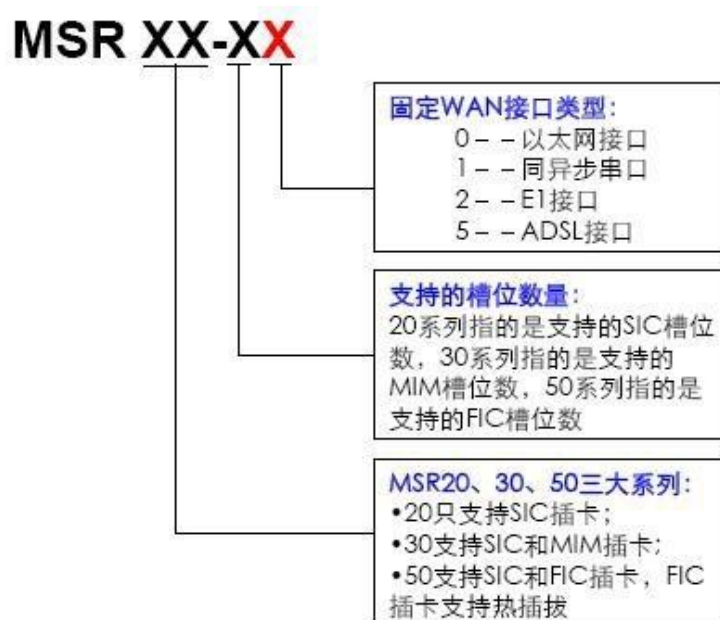 MSR XX-XX
固定WAN接口类型：
0－－以太网接口
1－－同异步串口
2－－E1接口
5－－ADSL接口
支持的槽位数量：
20系列指的是支持的SIC槽位
数，30系列指的是支持的
MIM槽位数，50系列指的是
支持的FIC槽位数
MSR20、30、50三大系列：
•20只支持SIC插卡；
•30支持SIC和MIM插卡；
•50支持SIC和FIC插卡，FIC
插卡支持热插拔